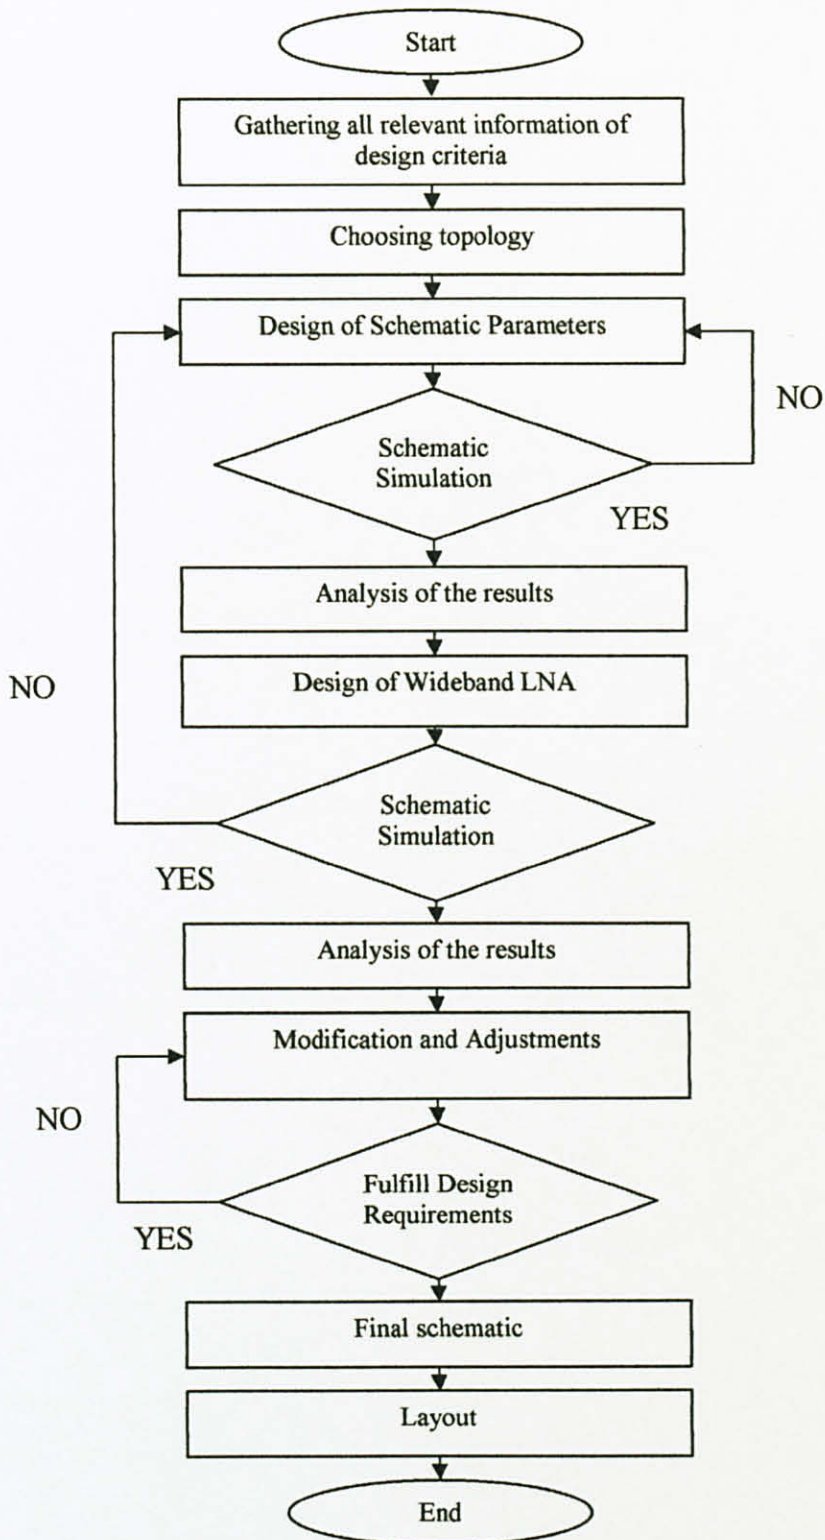 Start
Gathering all relevant information of
design criteria
Choosing topology
Design of Schematic Parameters
NO
Schematic
Simulation
YES
Analysis of the results
Design of Wideband LNA
NO
Schematic
Simulation
YES
Analysis of the results
Modification and Adjustments
NO
Fulfill Design
Requirements
YES
Final schematic
Layout
End